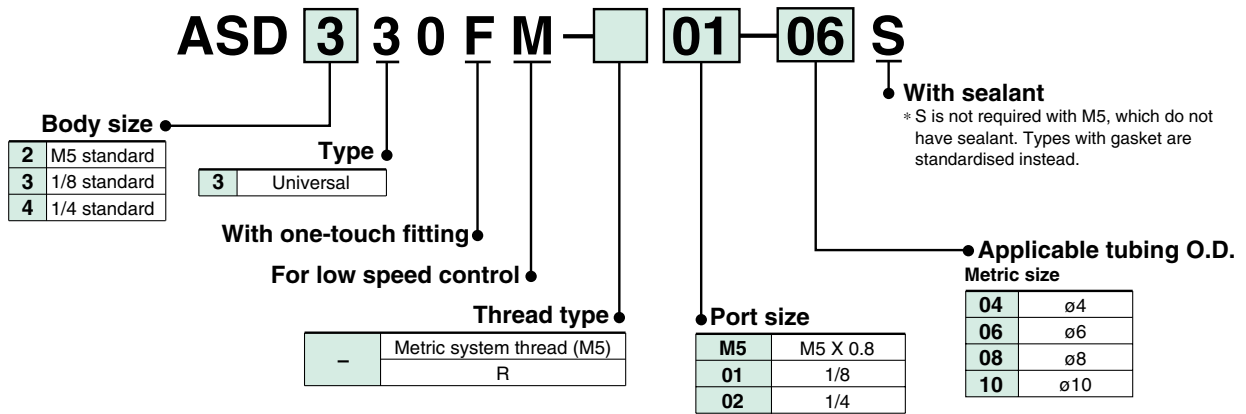 ASD 3 3 0 F M – 01 – 06 S
With sealant
* S is not required with M5, which do not
have sealant. Types with gasket are
standardised instead.
Body size
2 M5 standard
3 1/8 standard
4 1/4 standard
Type
3 Universal
With one-touch fitting
For low speed control
Thread type
– Metric system thread (M5)
R
Port size
M5 M5 X 0.8
01 1/8
02 1/4
Applicable tubing O.D.
Metric size
04 ø4
06 ø6
08 ø8
10 ø10